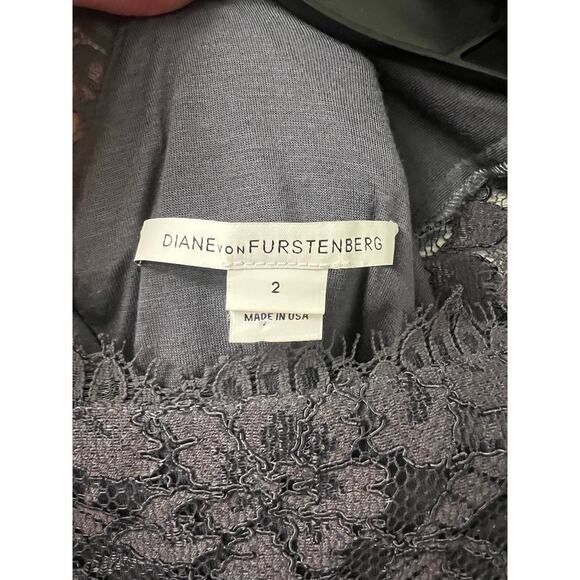 DIANE VON FURSTENBERG
2
MADE IN USA